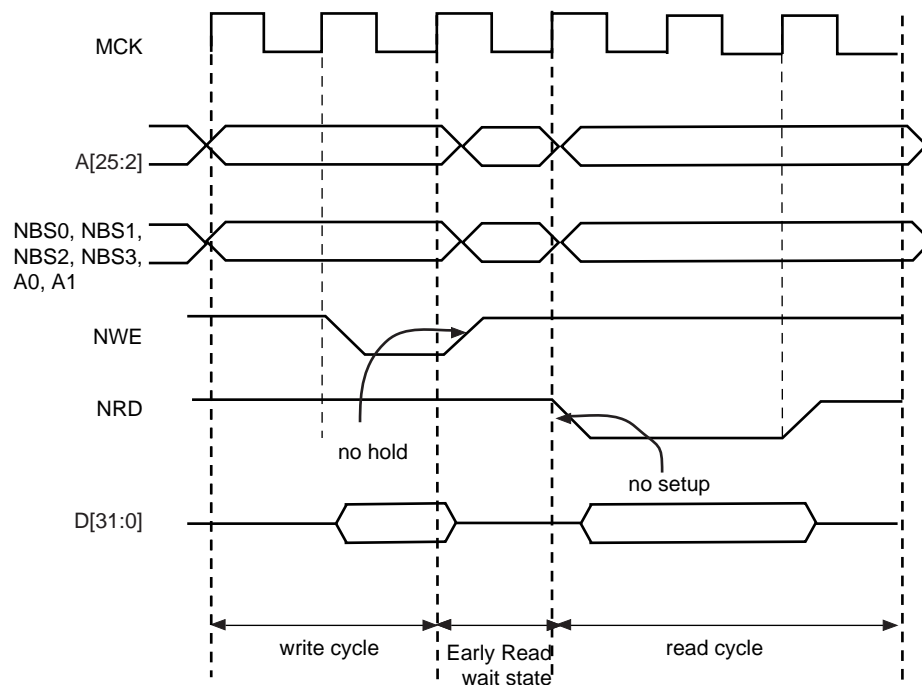 MCK
A[25:2]
NBS0, NBS1,
NBS2, NBS3,
A0, A1
NWE
NRD
no hold
no setup
D[31:0]
write cycle
Early Read
wait state
read cycle